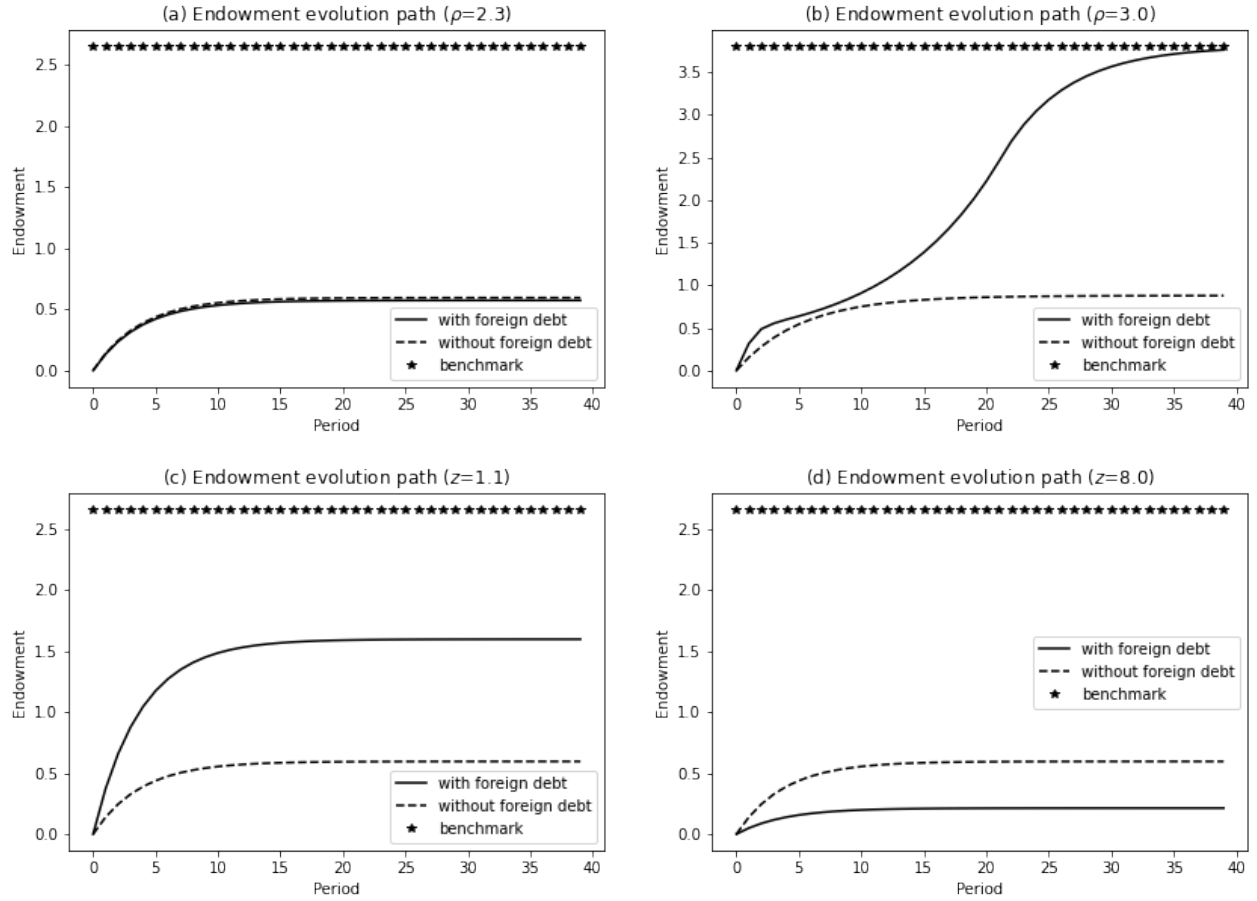 (a) Endowment evolution path (ρ=2.3)
2.5
2.0
1.5
1.0
0.5
0.0
Endowment
with foreign debt
without foreign debt
benchmark
0 5 10 15 20 25 30 35 40
Period
(b) Endowment evolution path (ρ=3.0)
3.5
3.0
2.5
2.0
1.5
1.0
0.5
0.0
Endowment
with foreign debt
without foreign debt
benchmark
0 5 10 15 20 25 30 35 40
Period
(c) Endowment evolution path (z=1.1)
2.5
2.0
1.5
1.0
0.5
0.0
Endowment
with foreign debt
without foreign debt
benchmark
0 5 10 15 20 25 30 35 40
Period
(d) Endowment evolution path (z=8.0)
2.5
2.0
1.5
1.0
0.5
0.0
Endowment
with foreign debt
without foreign debt
benchmark
0 5 10 15 20 25 30 35 40
Period